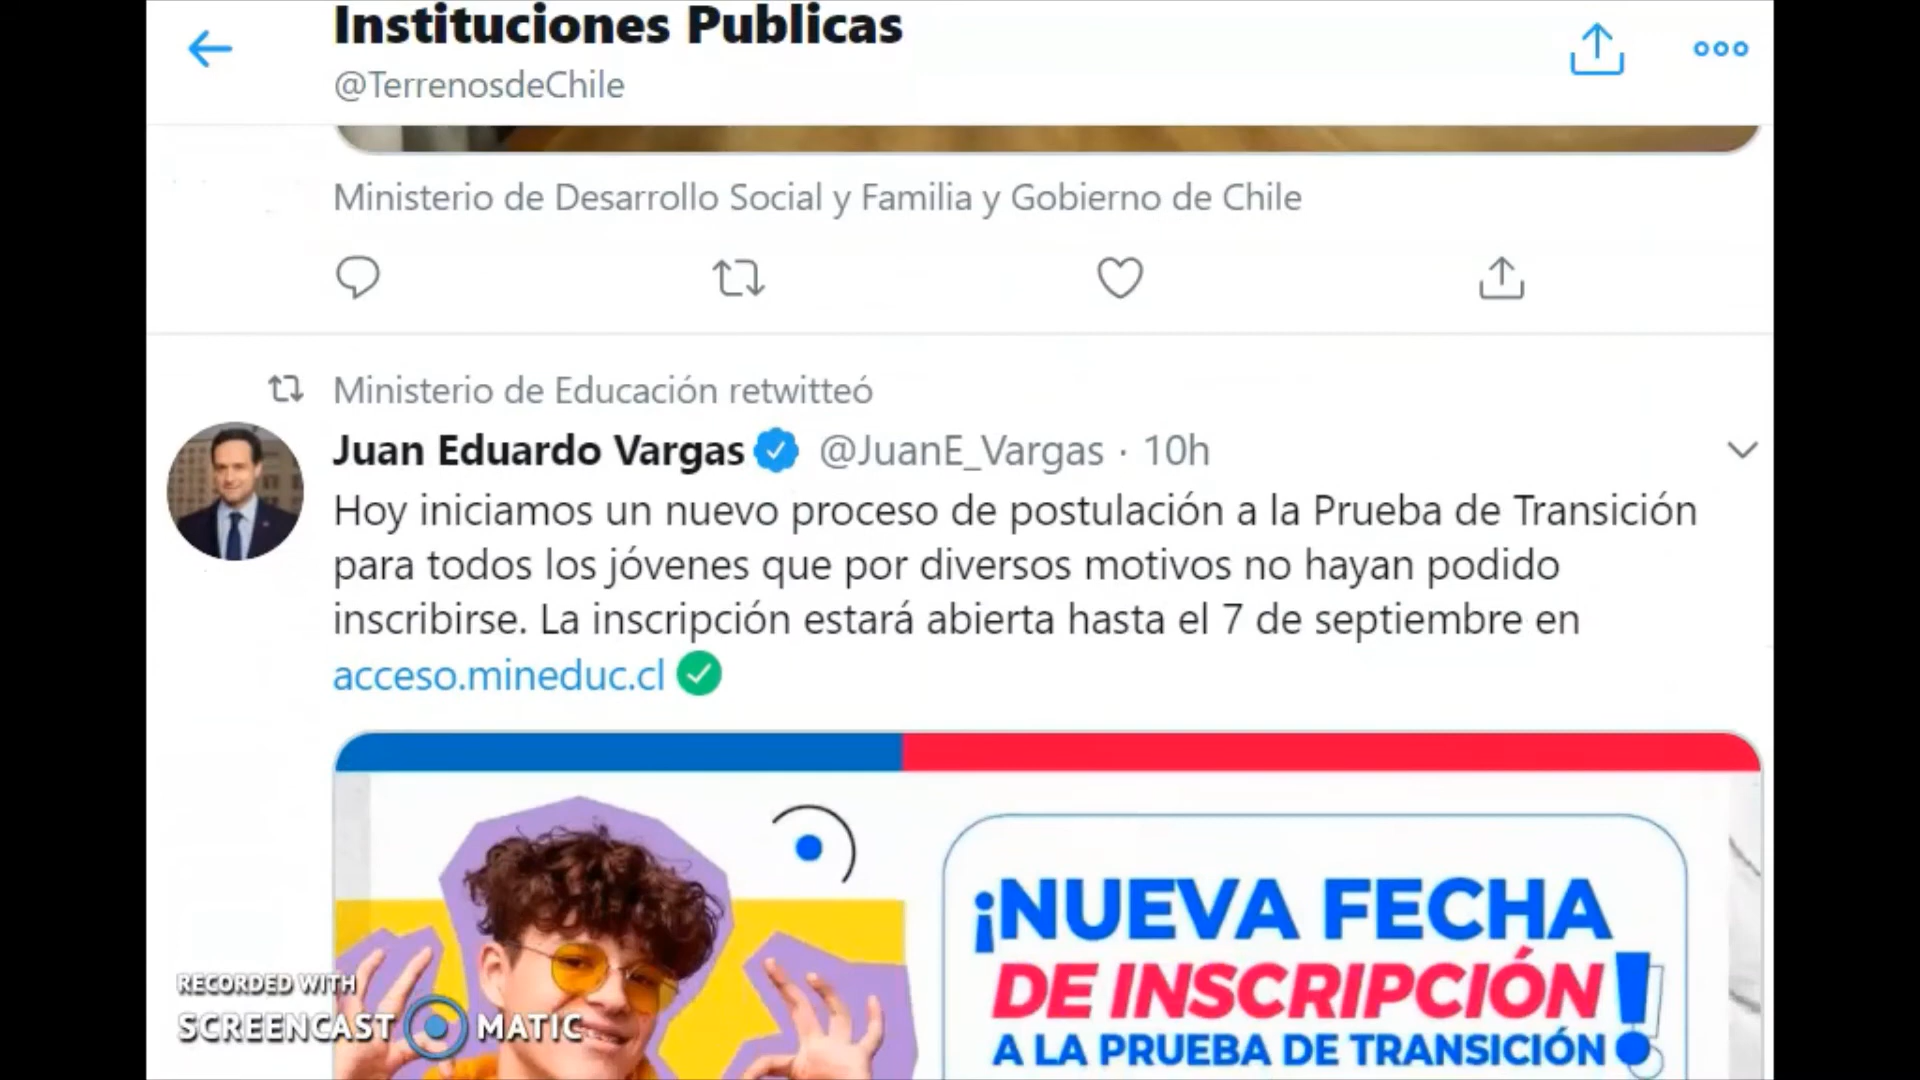 Instituciones Publicas
@TerrenosdeChile
Ministerio de Desarrollo Social y Familia y Gobierno de Chile
Ministerio de Educación retwitteó
Juan Eduardo Vargas @JuanE_Vargas · 10h
Hoy iniciamos un nuevo proceso de postulación a la Prueba de Transición
para todos los jóvenes que por diversos motivos no hayan podido
inscribirse. La inscripción estará abierta hasta el 7 de septiembre en
acceso.mineduc.cl
¡NUEVA FECHA
DE INSCRIPCIÓN
A LA PRUEBA DE TRANSICIÓN!
RECORDED WITH
SCREENCAST MATIC